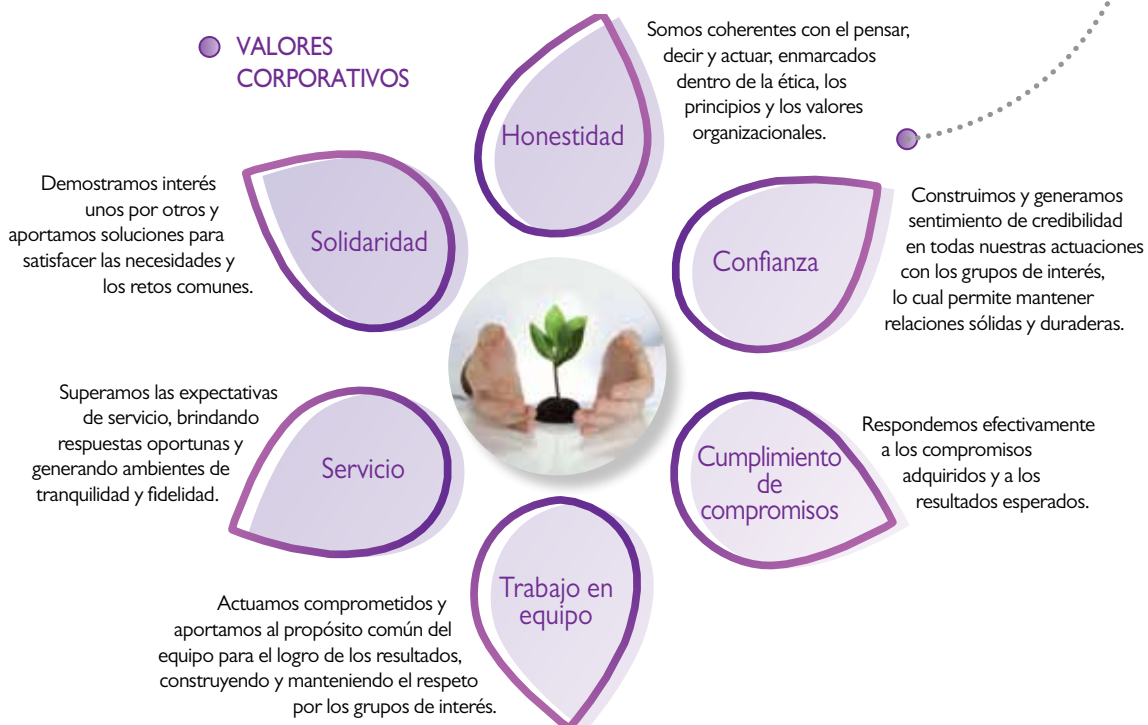 VALORES
CORPORATIVOS
Honestidad
Somos coherentes con el pensar,
decir y actuar, enmarcados
dentro de la ética, los
principios y los valores
organizacionales.
Confianza
Construimos y generamos
sentimiento de credibilidad
en todas nuestras actuaciones
con los grupos de interés,
lo cual permite mantener
relaciones sólidas y duraderas.
Cumplimiento
de
compromisos
Respondemos efectivamente
a los compromisos
adquiridos y a los
resultados esperados.
Trabajo en
equipo
Actuamos comprometidos y
aportamos al propósito común del
equipo para el logro de los resultados,
construyendo y manteniendo el respeto
por los grupos de interés.
Servicio
Superamos las expectativas
de servicio, brindando
respuestas oportunas y
generando ambientes de
tranquilidad y fidelidad.
Solidaridad
Demostramos interés
unos por otros y
aportamos soluciones para
satisfacer las necesidades y
los retos comunes.